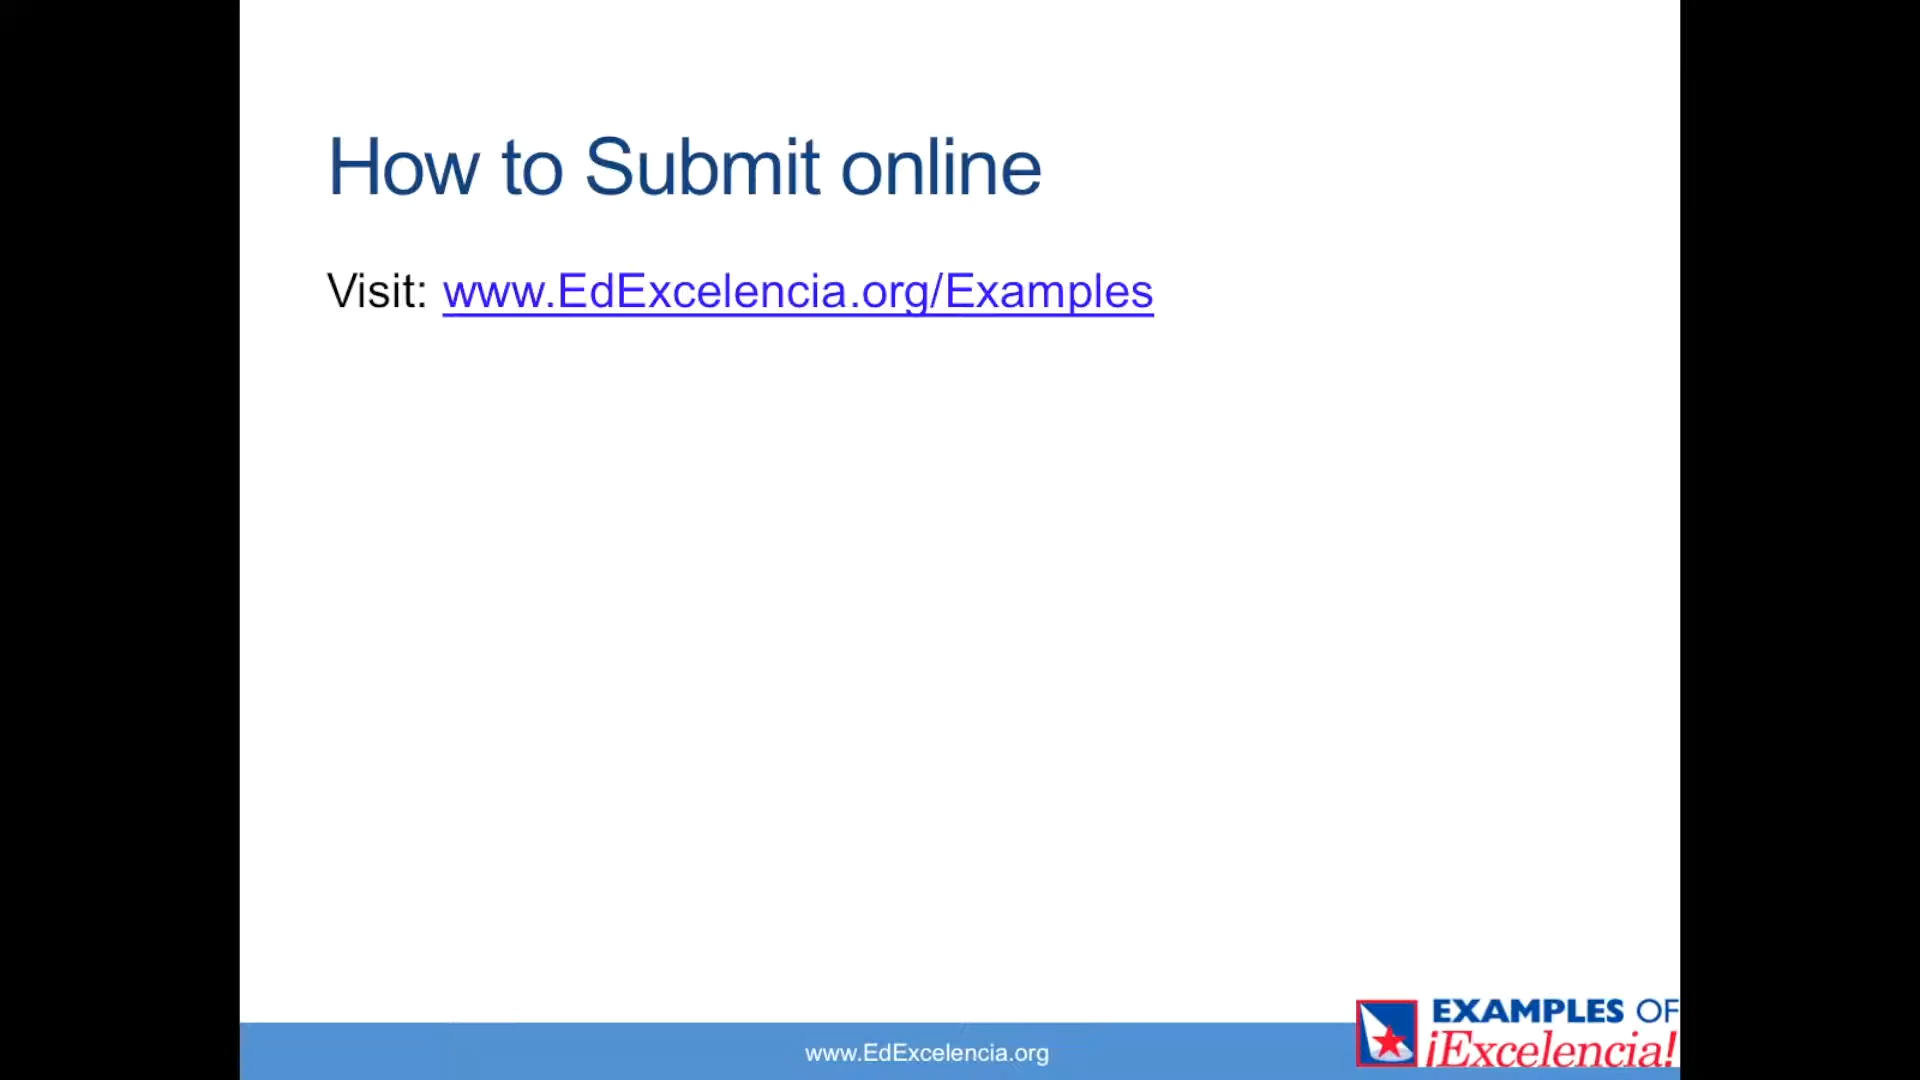 How to Submit online
Visit: www.EdExcelencia.org/Examples
www.EdExcelencia.org
EXAMPLES OF
¡Excelencia!